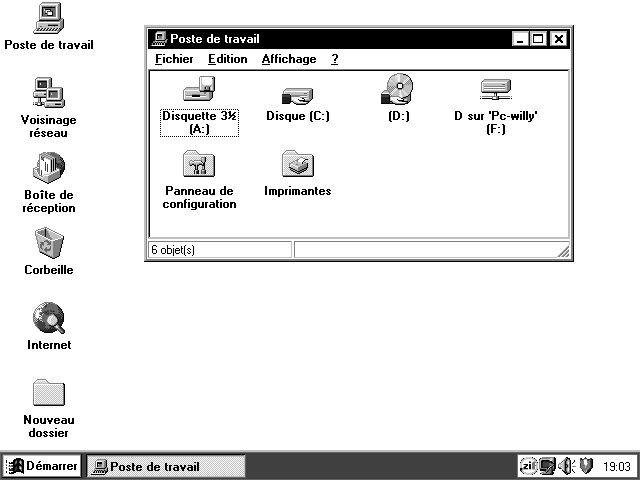 Poste de travail
Voisinage
réseau
Boîte de
réception
Corbeille
Internet
Nouveau
dossier
Poste de travail
Fichier Edition Affichage ?
Disquette 3½
(A:)
Disque (C:)
(D:)
D sur 'Pc-willy'
(F:)
Panneau de
configuration
Imprimantes
6 objet(s)
Démarrer
Poste de travail
zif
19:03